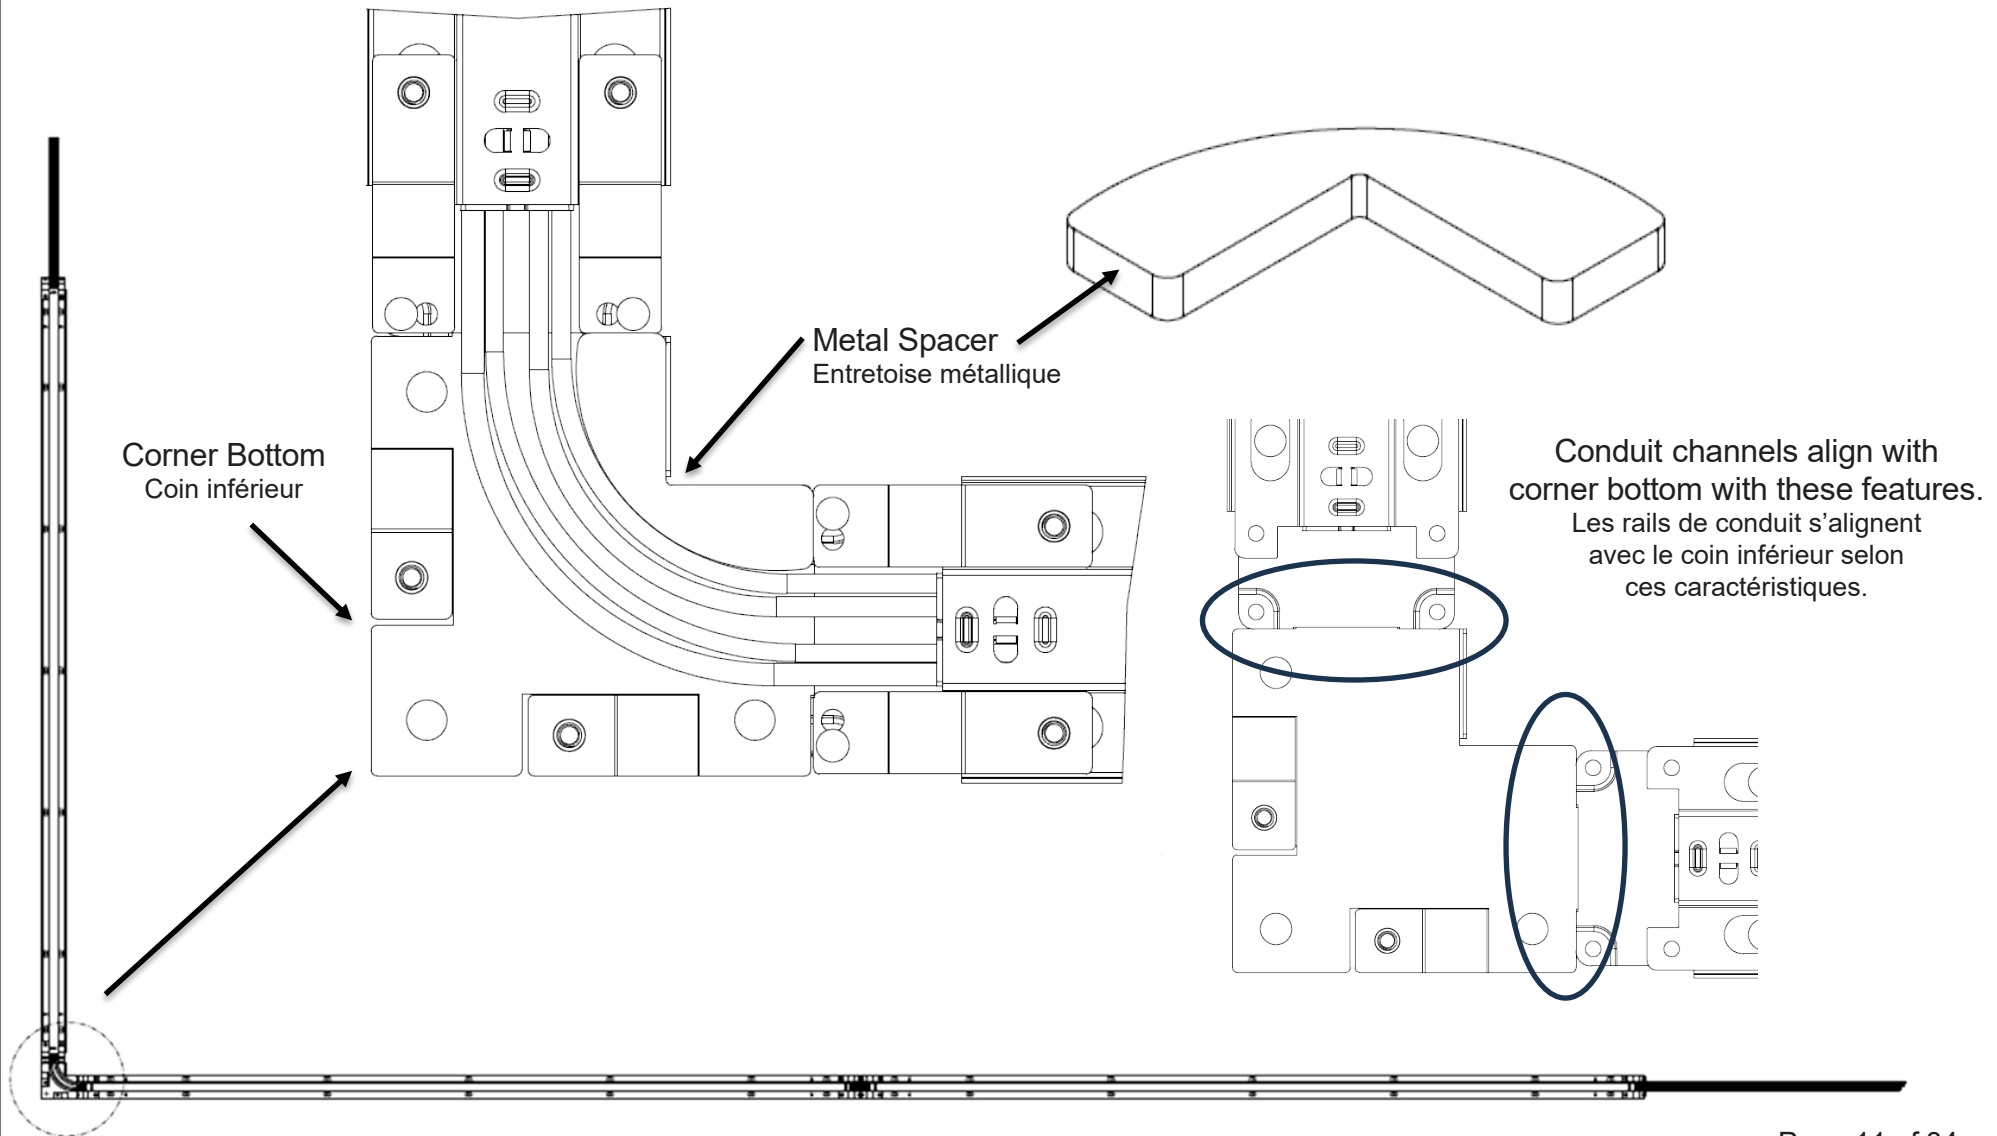 Metal Spacer
Entretoise métallique
Corner Bottom
Coin inférieur
Conduit channels align with
corner bottom with these features.
Les rails de conduit s’alignent
avec le coin inférieur selon
ces caractéristiques.